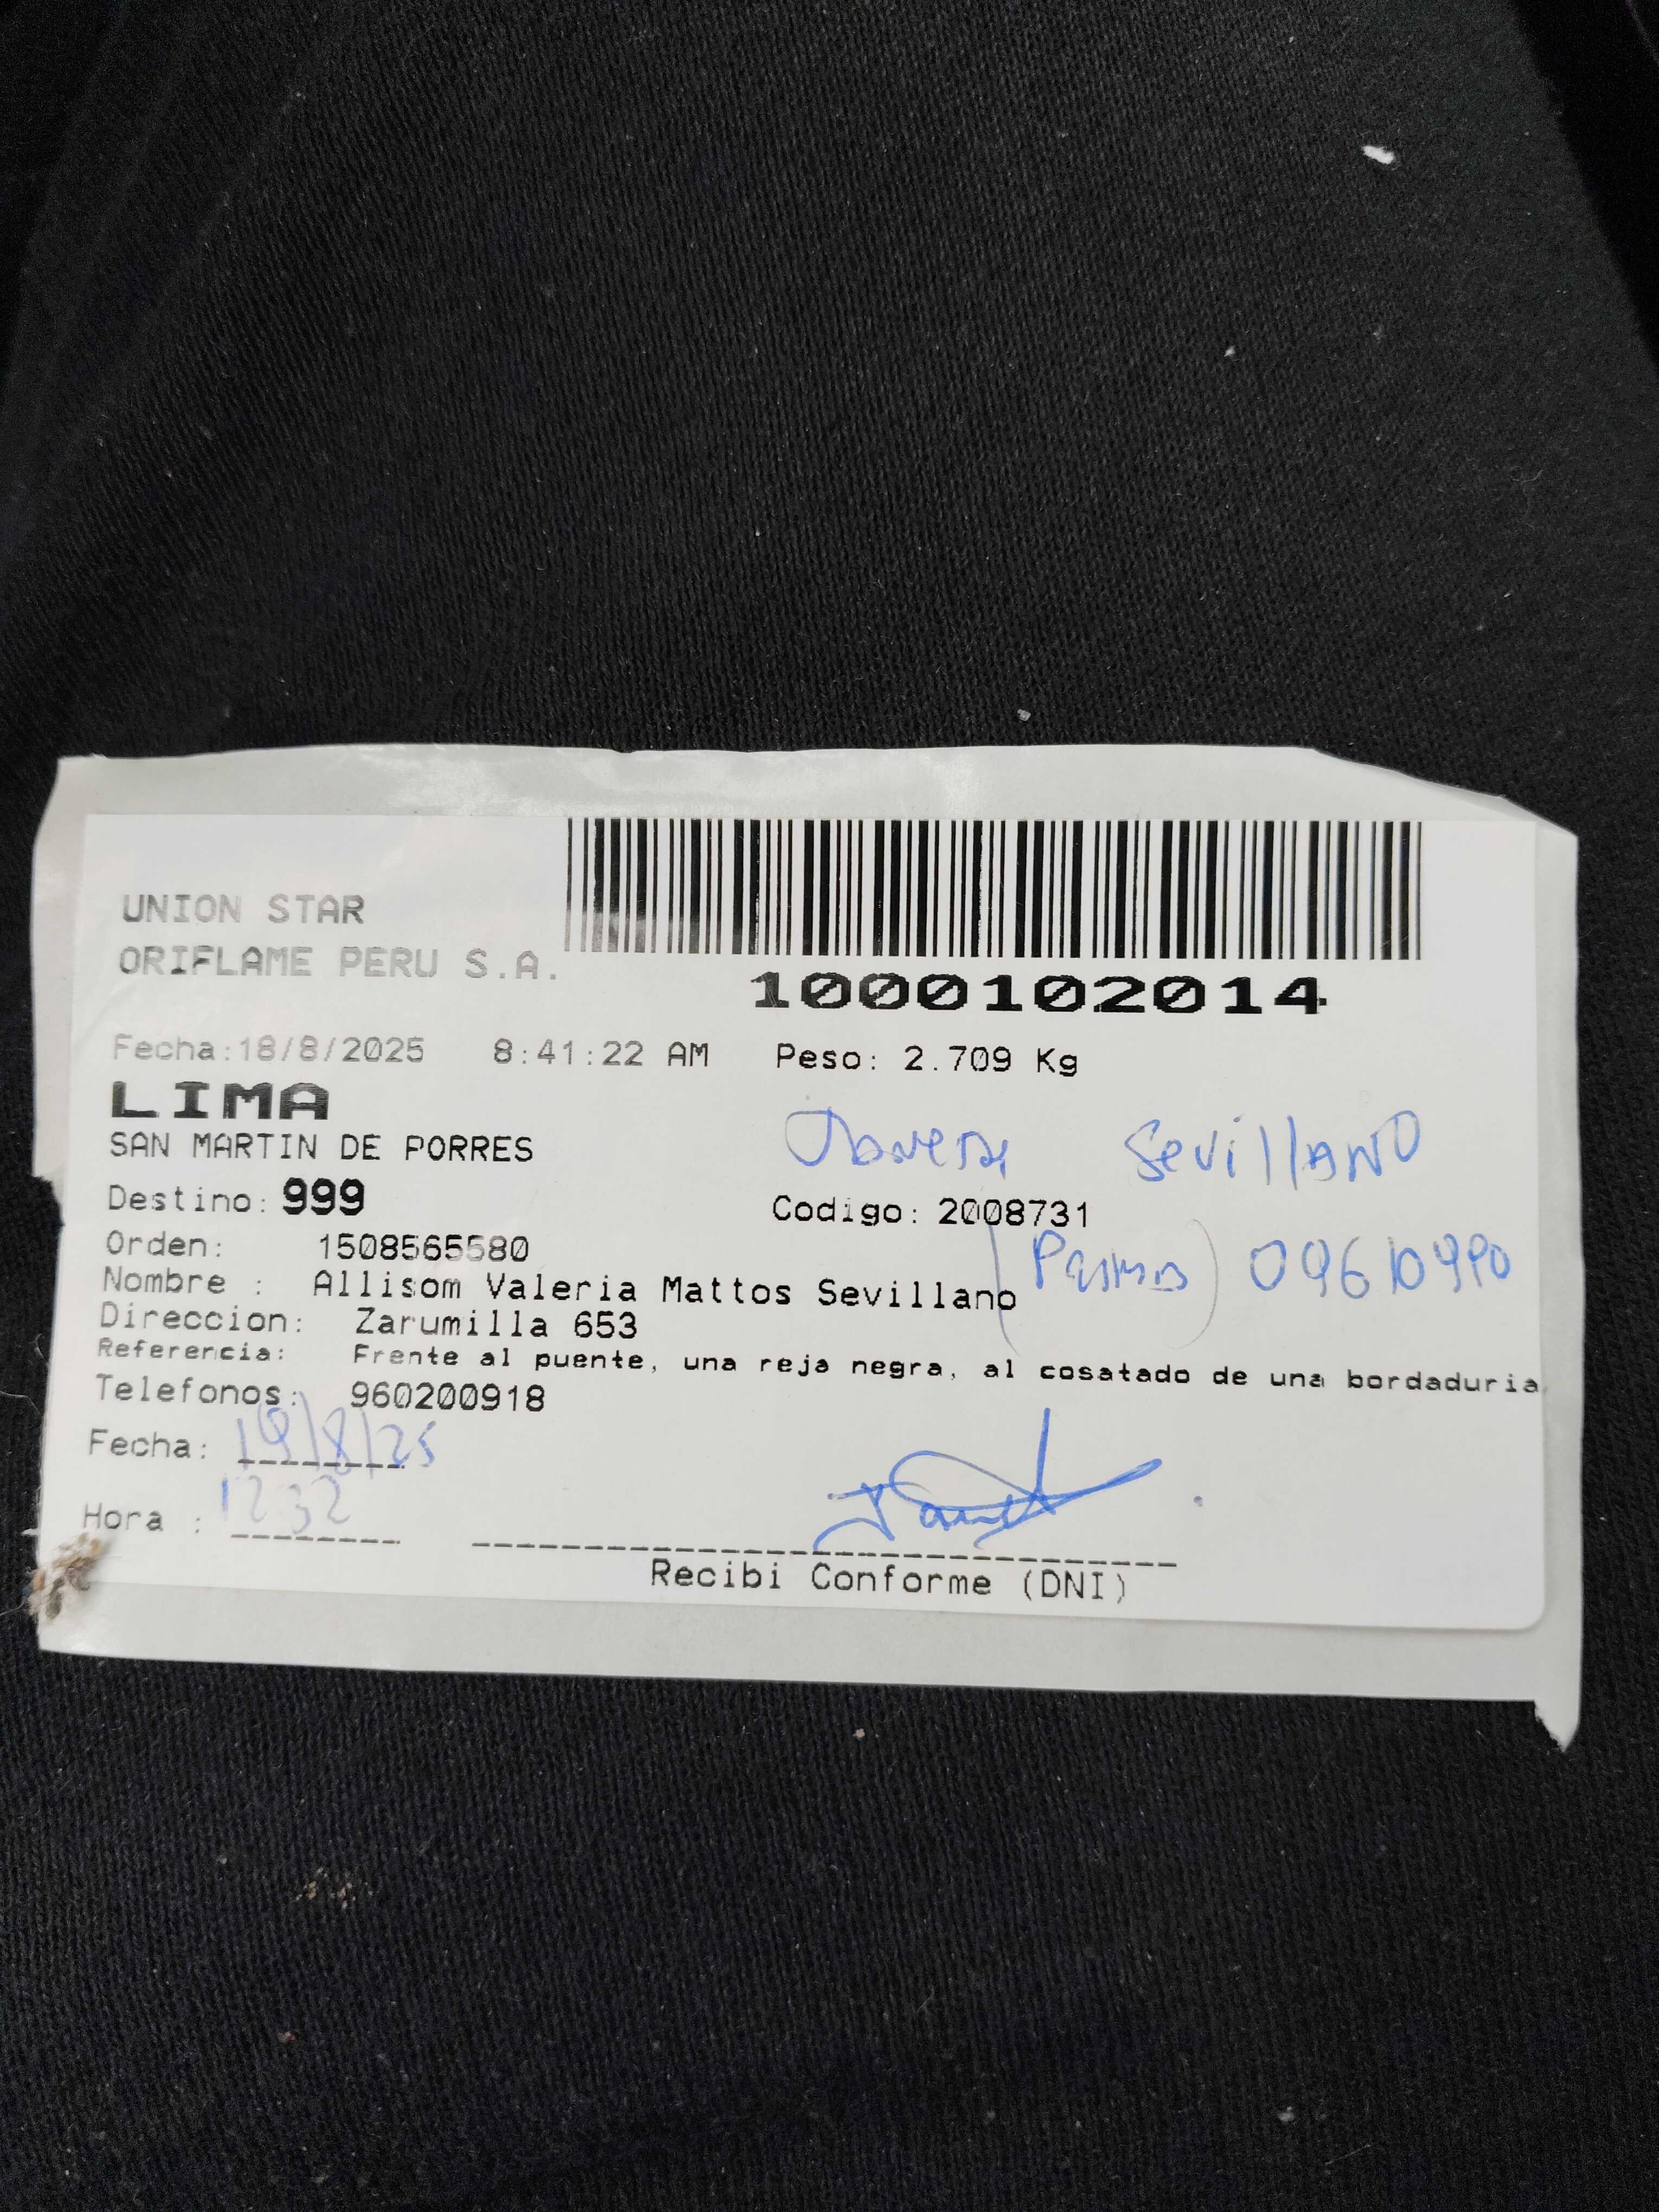 UNION STAR
ORIFLAME PERU S.A.
1000102014
Fecha:18/8/2025 8:41:22 AM Peso: 2.709 Kg
LIMA
SAN MARTIN DE PORRES
Sevillano
Destino: 999 Codigo: 2008731
Orden: 1508565580
Nombre : Allisom Valeria Mattos Sevillano
Direccion: Zarumilla 653
Referencia: Frente al puente, una reja negra, al cosatado de una bordaduria
Telefonos: 960200918
Fecha: 19/8/25
Hora : 1232
Recibi Conforme (DNI)